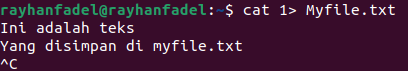 rayhanfadel@rayhanfadel:~$ cat 1> Myfile.txt
Ini adalah teks
Yang disimpan di myfile.txt
^C